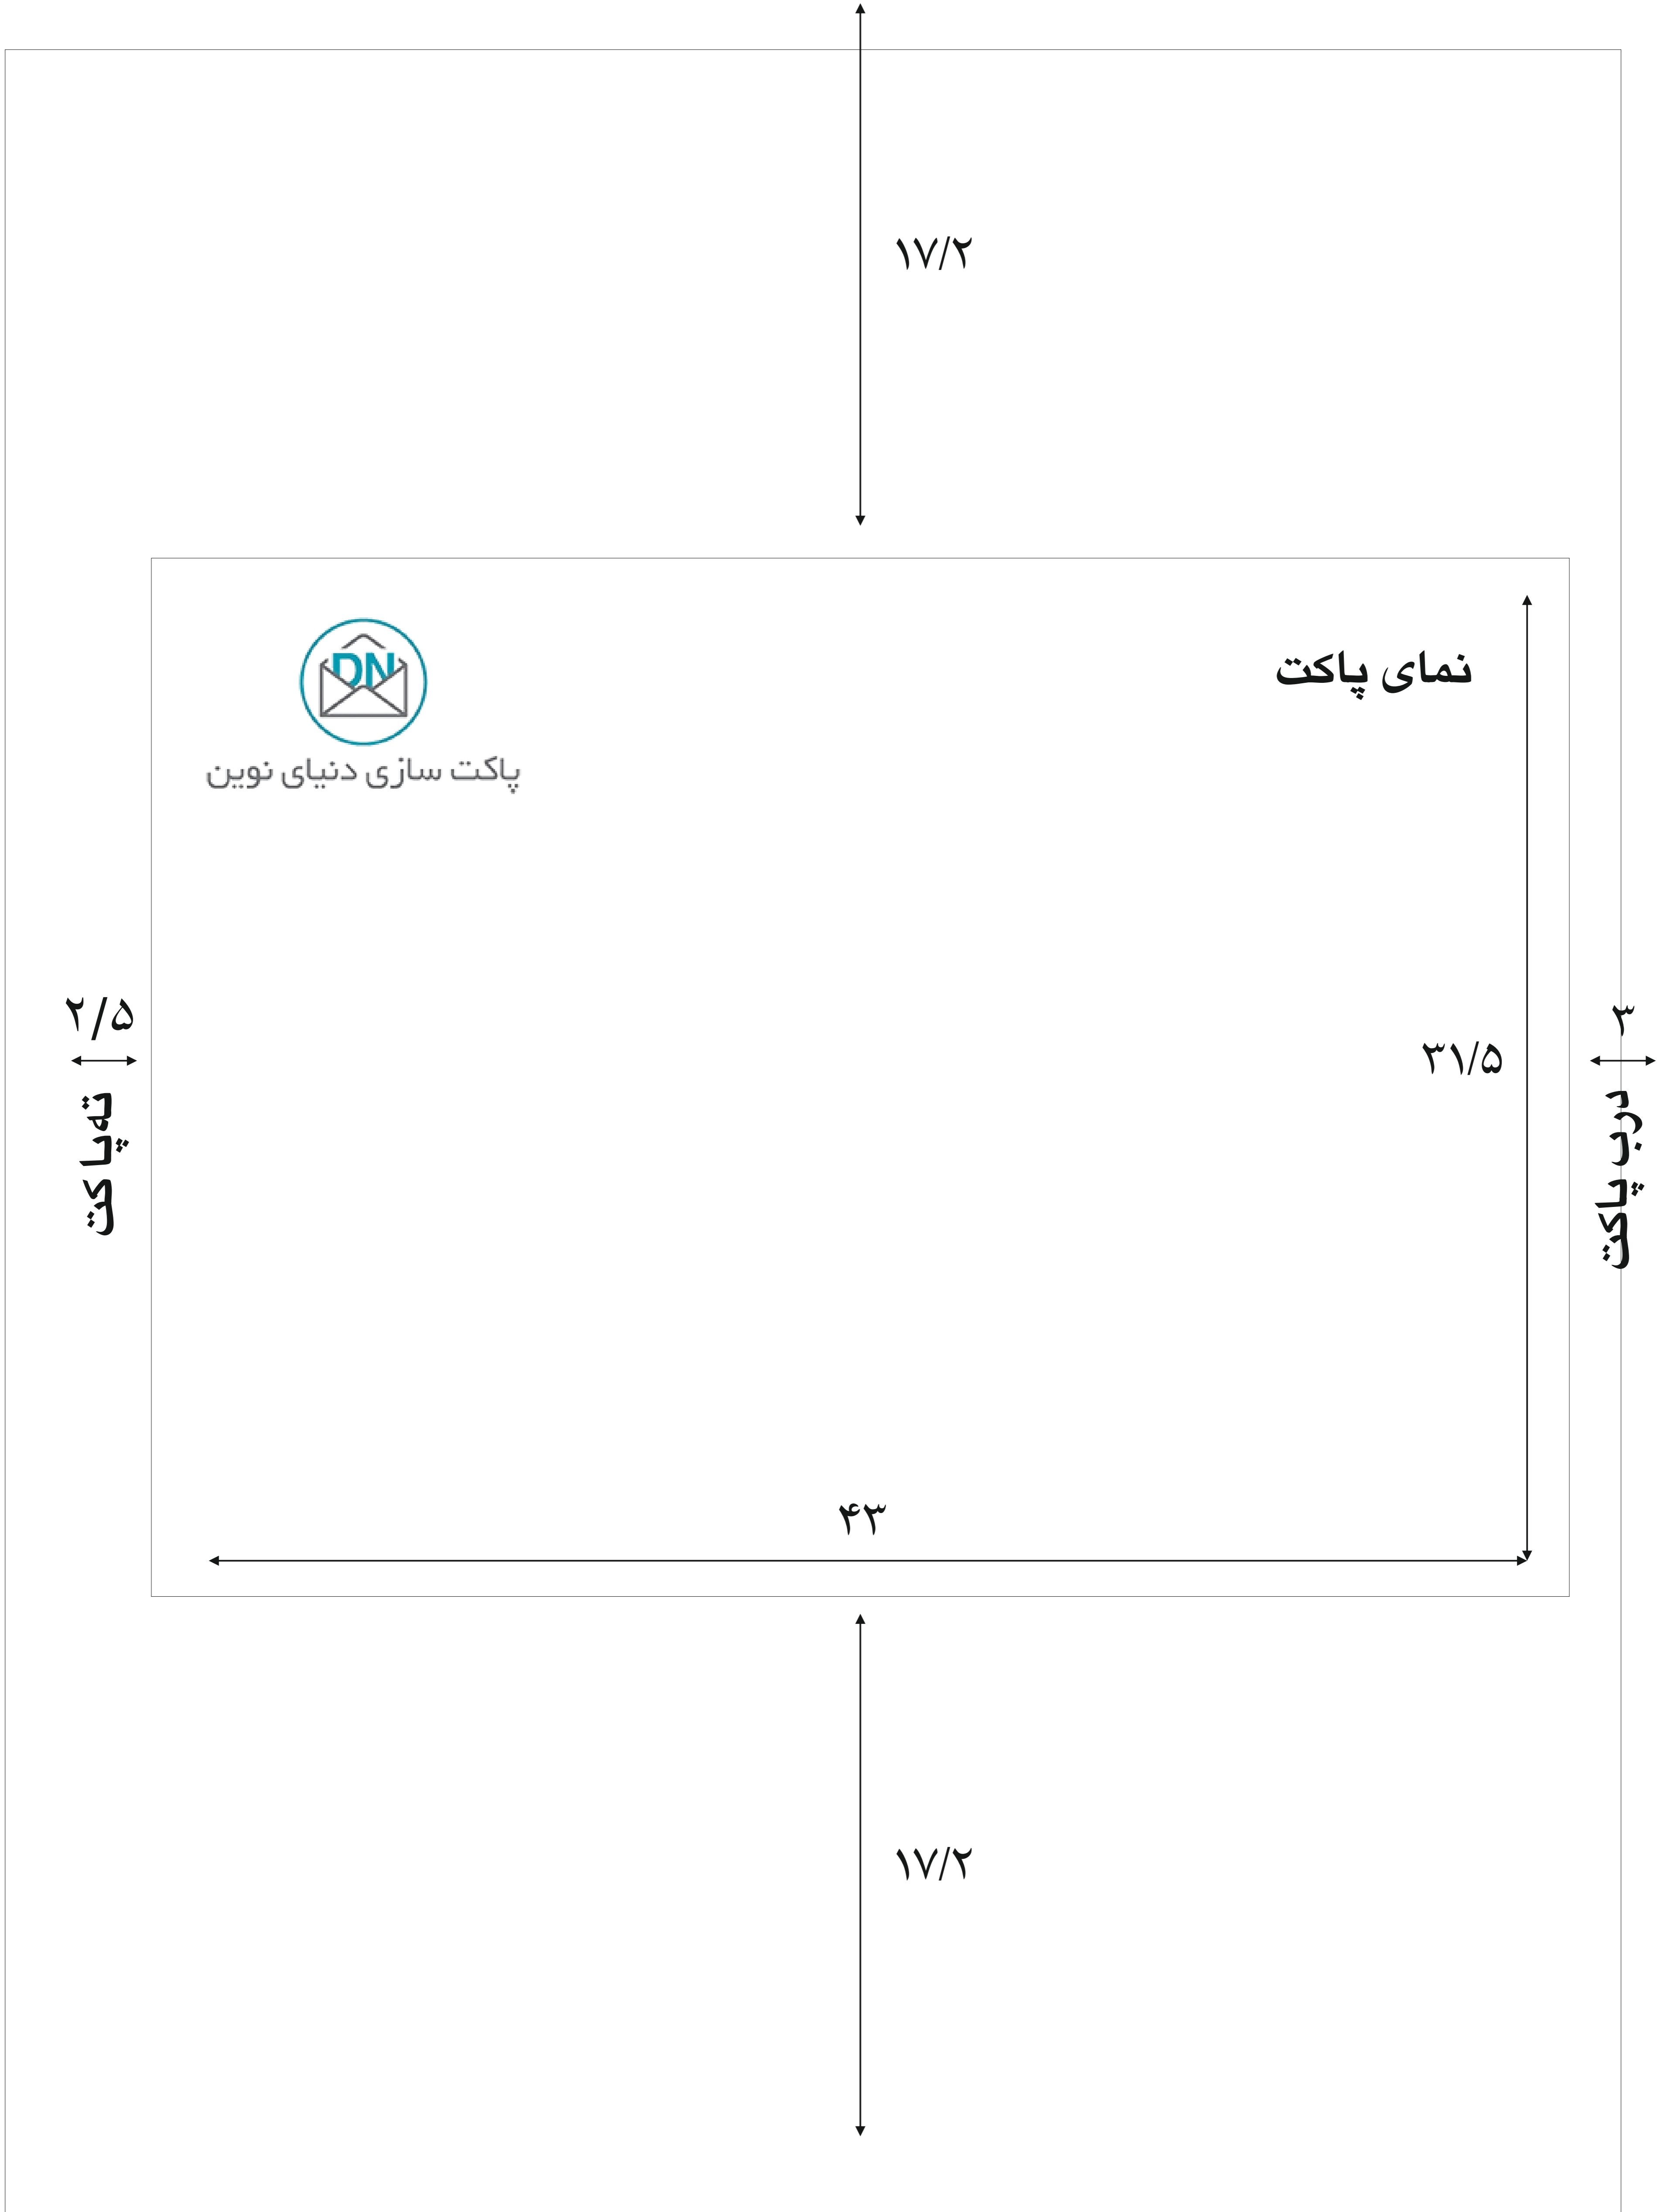 ۱۷/۲
نمای پاکت
DN
پاکت سازی دنیای نوین
۲/۵
ته پاکت
۳۱/۵
۳
درب پاکت
۴۳
۱۷/۲